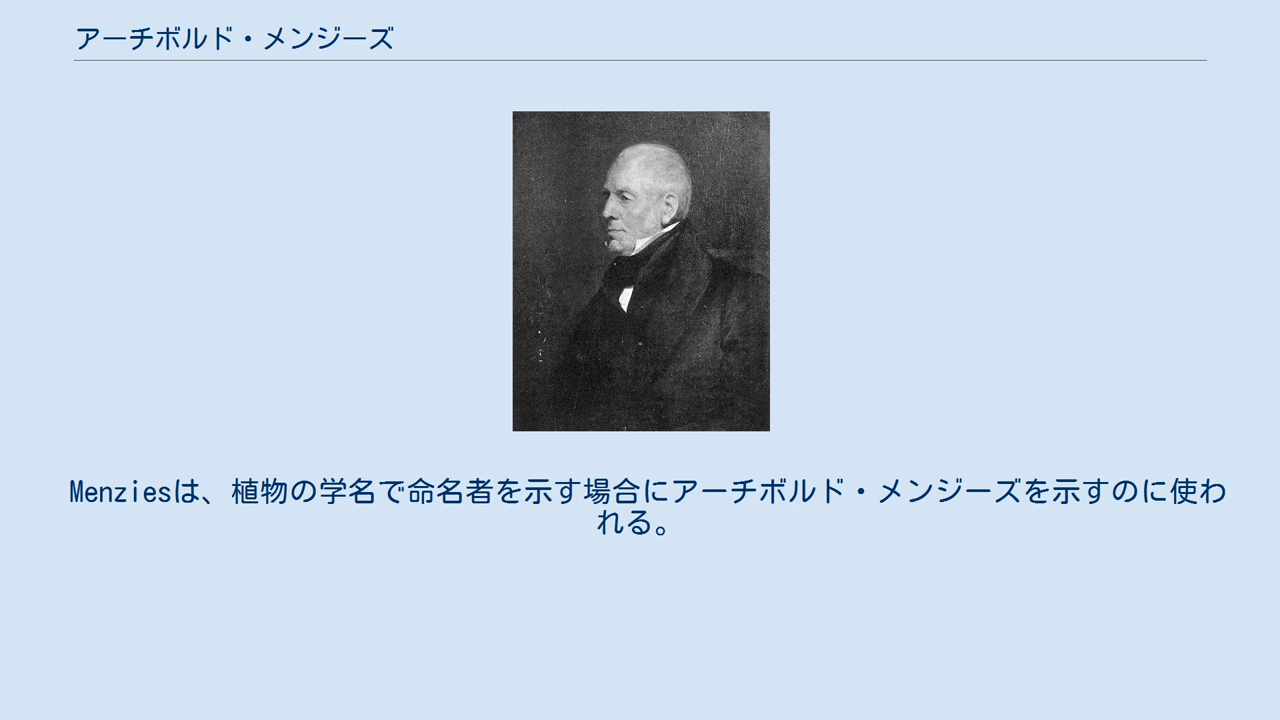 アーチボルド・メンジーズ
Menziesは、植物の学名で命名者を示す場合にアーチボルド・メンジーズを示すのに使わ
れる。